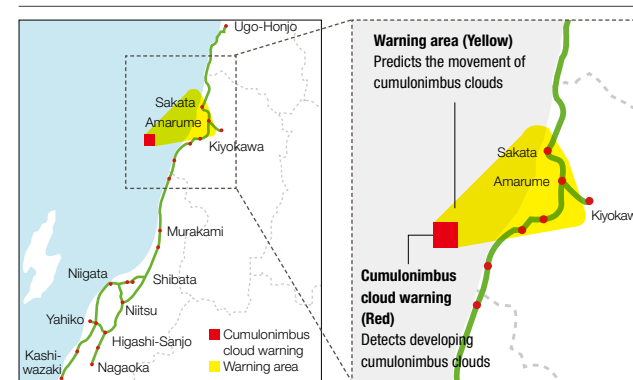 Ugo-Honjo
Sakata
Amarume
Kiyokawa
Murakami
Niigata
Shibata
Niitsu
Yahiko
Higashi-Sanjo
Kashi-
wazaki
Nagaoka
Cumulonimbus
cloud warning
Warning area
Warning area (Yellow)
Predicts the movement of
cumulonimbus clouds
Sakata
Amarume
Kiyokaw
Cumulonimbus
cloud warning
(Red)
Detects developing
cumulonimbus clouds